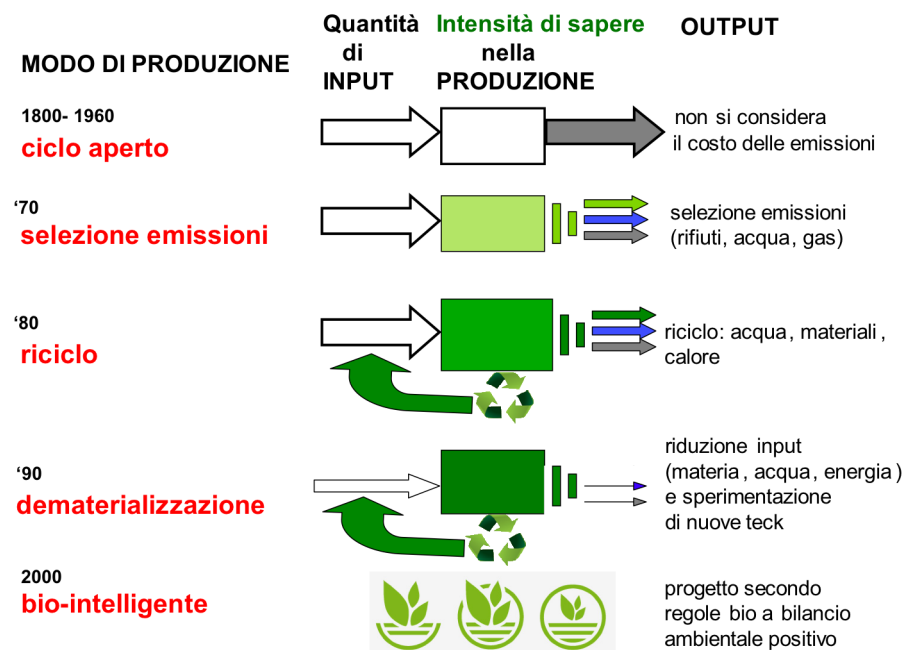 Quantità
di
INPUT
Intensità di sapere
nella
PRODUZIONE
OUTPUT
MODO DI PRODUZIONE
1800- 1960
ciclo aperto
non si considera
il costo delle emissioni
‘70
selezione emissioni
selezione emissioni
(rifiuti, acqua, gas)
‘80
riciclo
riciclo: acqua, materiali,
calore
‘90
dematerializzazione
riduzione input
(materia, acqua, energia)
e sperimentazione
di nuove teck
2000
bio-intelligente
progetto secondo
regole bio a bilancio
ambientale positivo